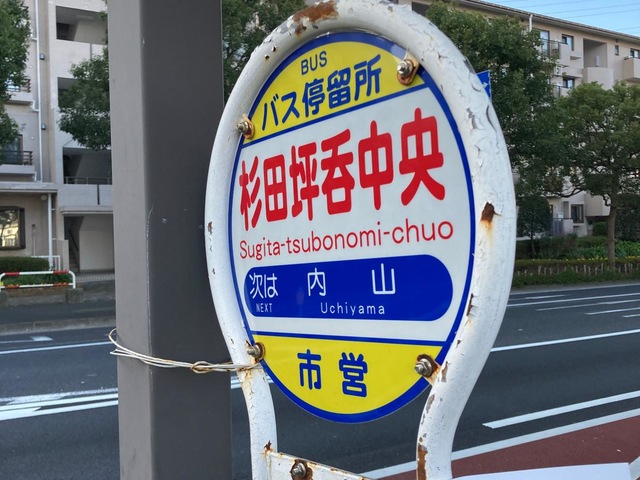 BUS
バス停留所
杉田坪呑中央
Sugita-tsubonomi-chuo
次は 内山
NEXT Uchiyama
市営